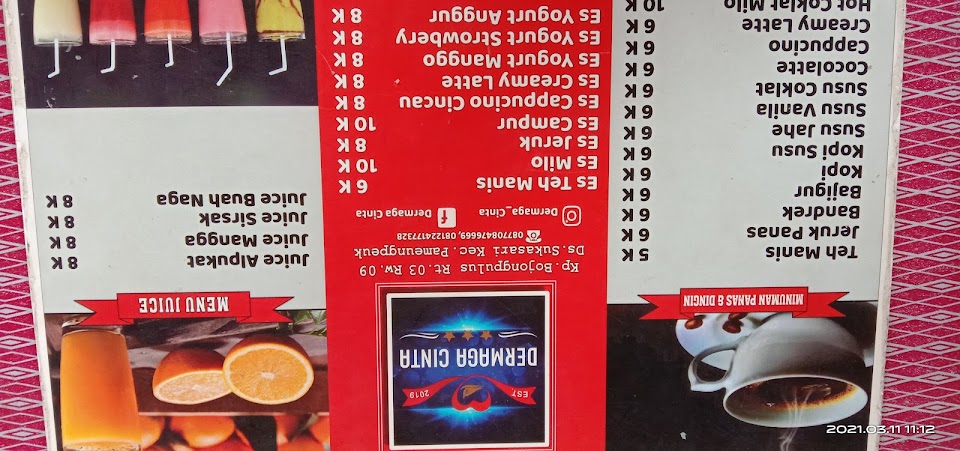 MINUMAN PANAS & DINGIN
Teh Manis 5 K
Jeruk Panas 6 K
Bandrek 6 K
Bajigur 6 K
Kopi 6 K
Kopi Susu 6 K
Susu Jahe 6 K
Susu Vanila 6 K
Susu Coklat 6 K
Cocolatte 6 K
Cappucino 6 K
Creamy Latte 6 K
Hot Coklat Milo 10 K
EST. 2019
DERMAGA CINTA
Kp. Bojongpulus Rt. 03 Rw. 09
Ds. Sukasari Kec. Pameungpeuk
087708476669, 08122417328
Dermaga_Cinta Dermaga Cinta
Es Teh Manis 6 K
Es Milo 10 K
Es Jeruk 8 K
Es Campur 10 K
Es Cappucino Cincau 8 K
Es Creamy Latte 8 K
Es Yogurt Manggo 8 K
Es Yogurt Strowbery 8 K
Es Yogurt Anggur 8 K
MENU JUICE
Juice Alpukat 8 K
Juice Mangga 8 K
Juice Sirsak 8 K
Juice Buah Naga 8 K
2021.03.11 11:12